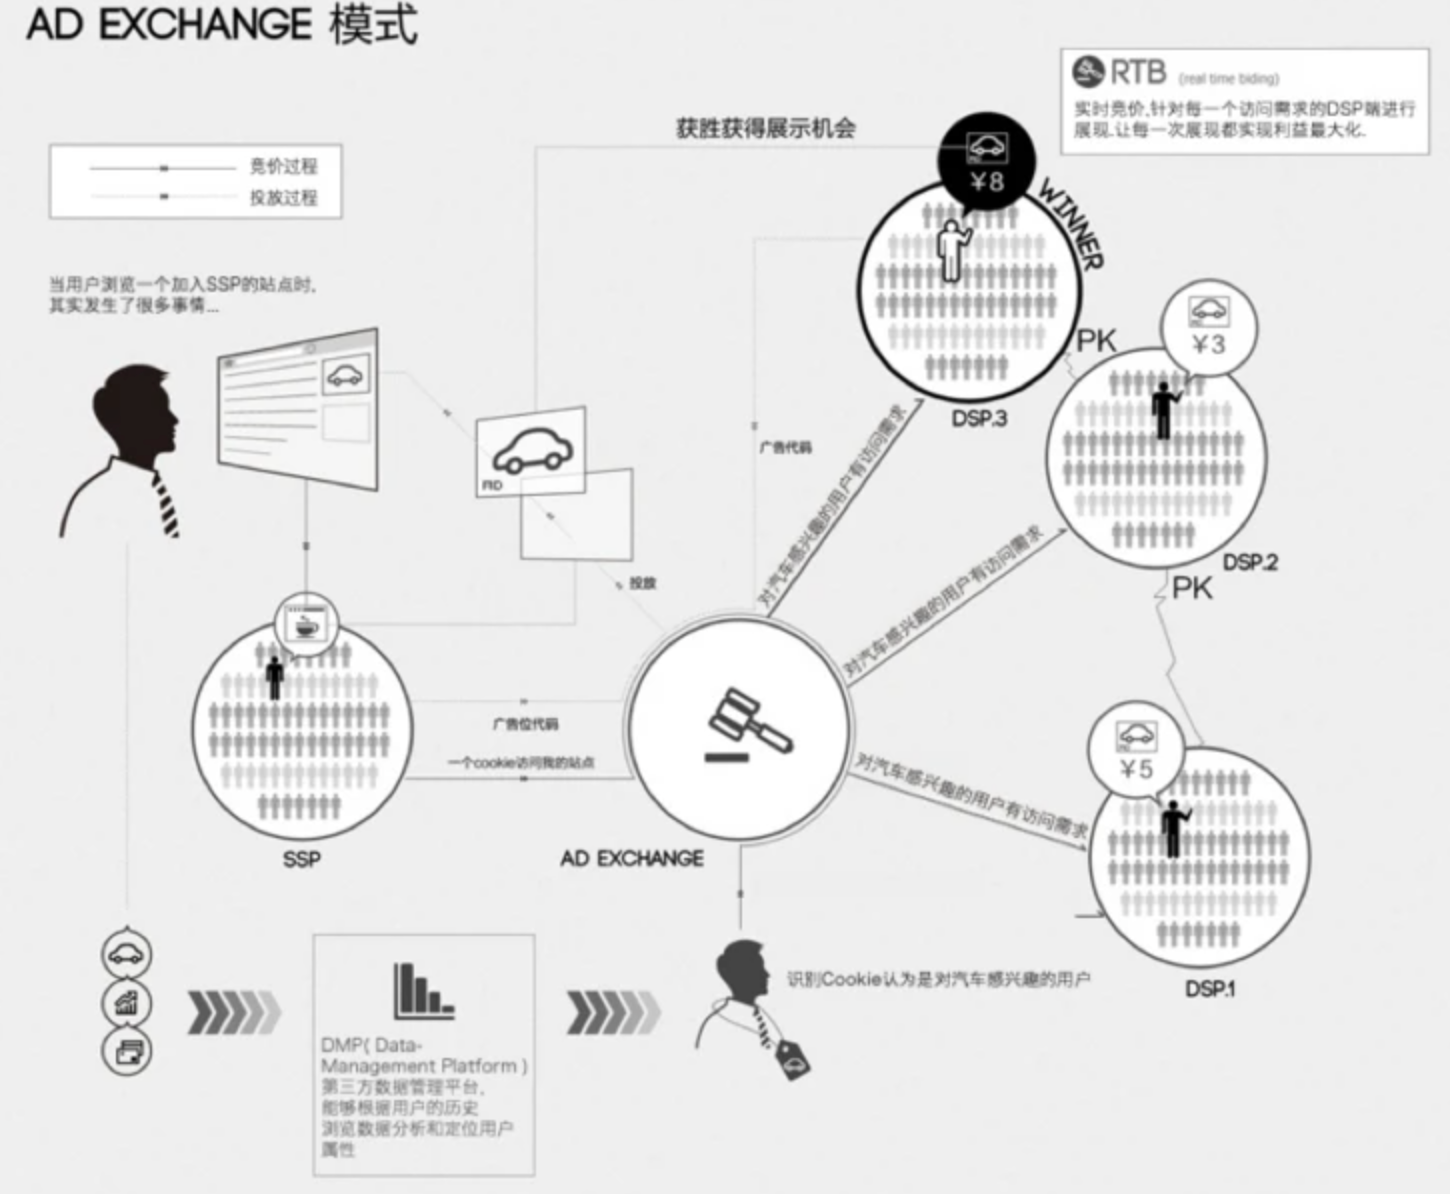 AD EXCHANGE 模式
RTB (real time biding)
实时竞价,针对每一个访问需求的DSP端进行
展现.让每一次展现都实现利益最大化.
获胜获得展示机会
竞价过程
投放过程
¥8
WINNER
当用户浏览一个加入SSP的站点时,
其实发生了很多事情...
PK
¥3
DSP.3
广告代码
对汽车感兴趣的用户有访问需求
FIID
对汽车感兴趣的用户有访问需求
DSP.2
PK
投放
广告位代码
一个cookie访问我的站点
对汽车感兴趣的用户有访问需求
¥5
SSP
AD EXCHANGE
DSP.1
识别Cookie认为是对汽车感兴趣的用户
DMP( Data-
Management Platform )
第三方数据管理平台,
能够根据用户的历史
浏览数据分析和定位用户
属性